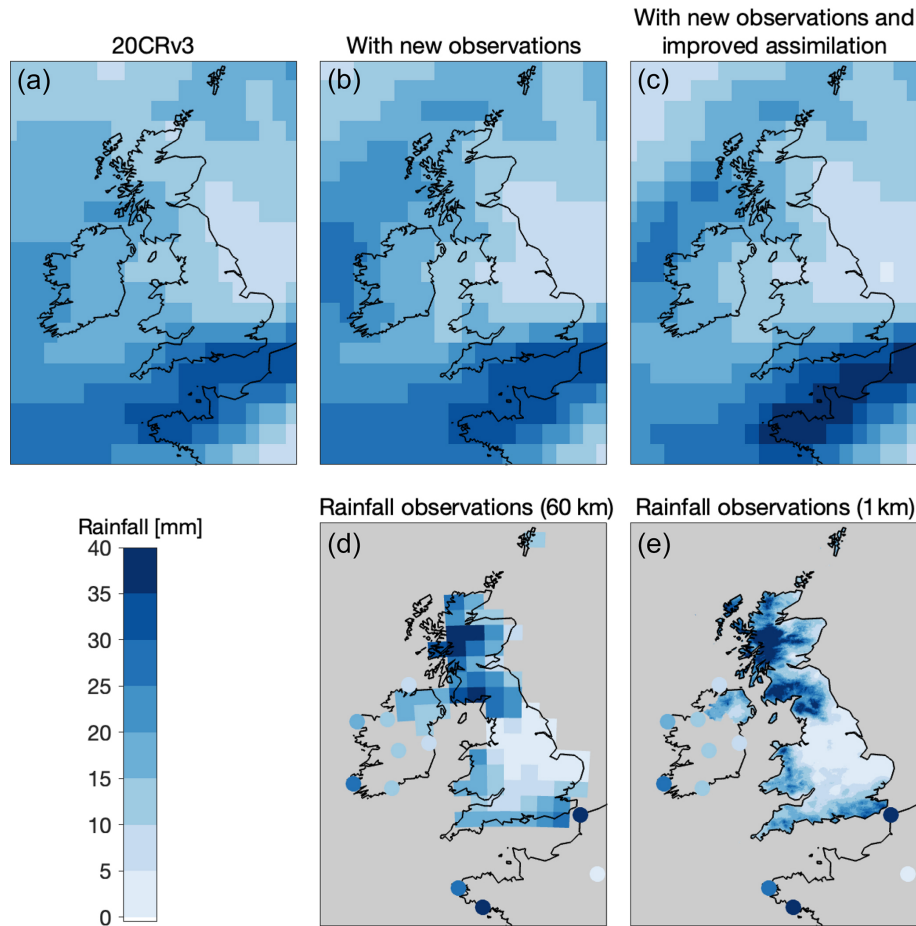 20CRv3
With new observations
With new observations and
improved assimilation
(a)
(b)
(c)
Rainfall [mm]
40
35
30
25
20
15
10
5
0
Rainfall observations (60 km)
Rainfall observations (1 km)
(d)
(e)